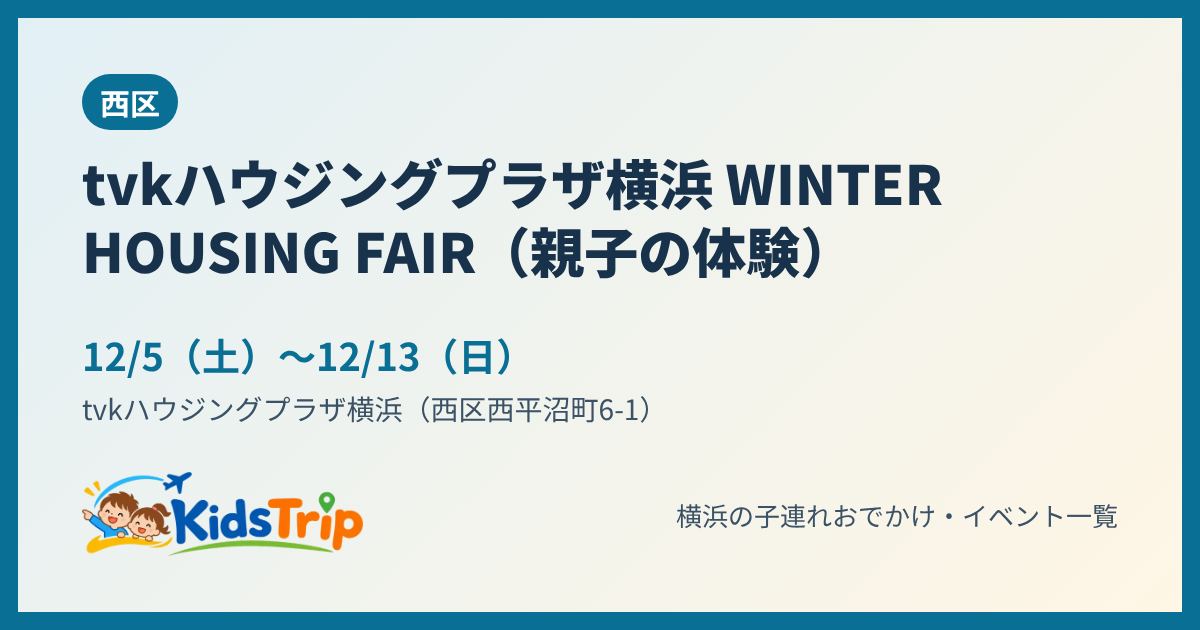 西区
tvkハウジングプラザ横浜 WINTER
HOUSING FAIR（親子の体験）
12/5（土）〜12/13（日）
tvkハウジングプラザ横浜（西区西平沼町6-1）
KidsTrip
横浜の子連れおでかけ・イベント一覧